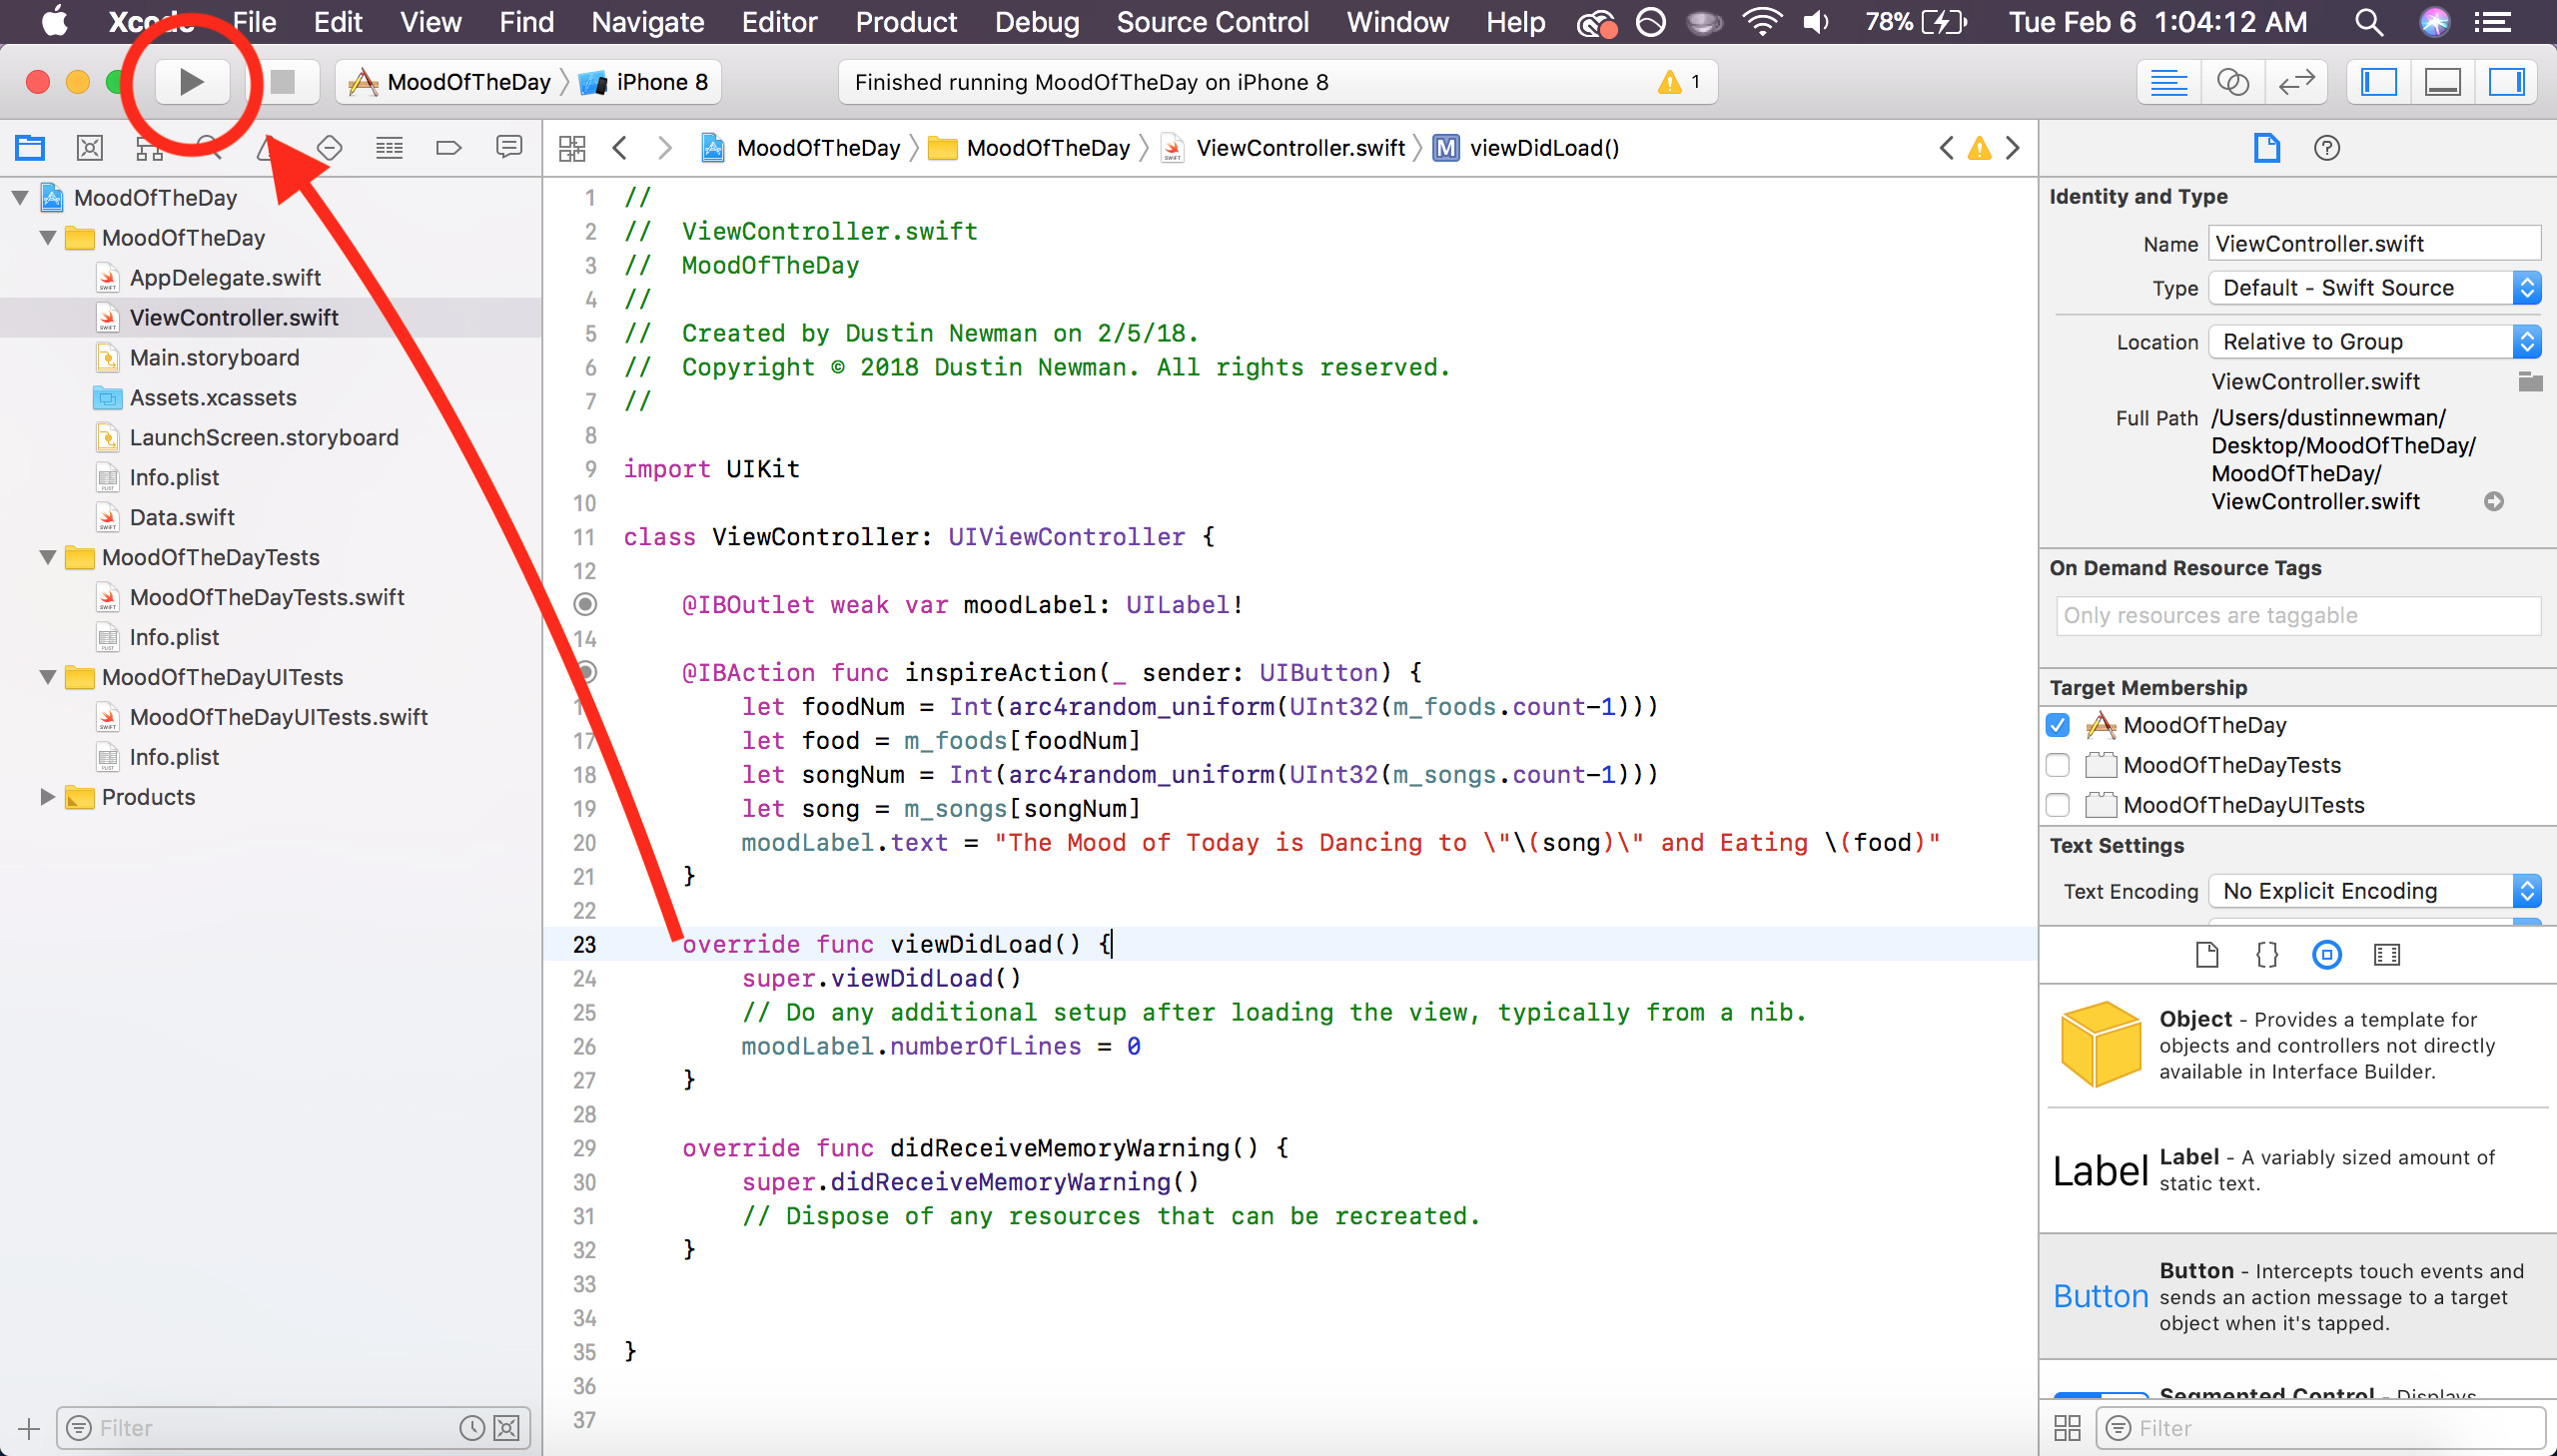 Xcode File Edit View Find Navigate Editor Product Debug Source Control Window Help 78% Tue Feb 6 1:04:12 AM
MoodOfTheDay iPhone 8
Finished running MoodOfTheDay on iPhone 8 1
MoodOfTheDay MoodOfTheDay ViewController.swift M viewDidLoad()
MoodOfTheDay
MoodOfTheDay
AppDelegate.swift
ViewController.swift
Main.storyboard
Assets.xcassets
LaunchScreen.storyboard
Info.plist
Data.swift
MoodOfTheDayTests
MoodOfTheDayTests.swift
Info.plist
MoodOfTheDayUITests
MoodOfTheDayUITests.swift
Info.plist
Products
Filter
1 //
2 //  ViewController.swift
3 //  MoodOfTheDay
4 //
5 //  Created by Dustin Newman on 2/5/18.
6 //  Copyright © 2018 Dustin Newman. All rights reserved.
7 //
8
9 import UIKit
10
11 class ViewController: UIViewController {
12
@IBOutlet weak var moodLabel: UILabel!
14
@IBAction func inspireAction(_ sender: UIButton) {
let foodNum = Int(arc4random_uniform(UInt32(m_foods.count-1)))
17 let food = m_foods[foodNum]
18 let songNum = Int(arc4random_uniform(UInt32(m_songs.count-1)))
19 let song = m_songs[songNum]
20 moodLabel.text = "The Mood of Today is Dancing to \"\(song)\" and Eating \(food)"
21 }
22
23 override func viewDidLoad() {
24 super.viewDidLoad()
25 // Do any additional setup after loading the view, typically from a nib.
26 moodLabel.numberOfLines = 0
27 }
28
29 override func didReceiveMemoryWarning() {
30 super.didReceiveMemoryWarning()
31 // Dispose of any resources that can be recreated.
32 }
33
34
35 }
36
37
Identity and Type
Name ViewController.swift
Type Default - Swift Source
Location Relative to Group
ViewController.swift
Full Path /Users/dustinnewman/
Desktop/MoodOfTheDay/
MoodOfTheDay/
ViewController.swift
On Demand Resource Tags
Only resources are taggable
Target Membership
MoodOfTheDay
MoodOfTheDayTests
MoodOfTheDayUITests
Text Settings
Text Encoding No Explicit Encoding
Object - Provides a template for
objects and controllers not directly
available in Interface Builder.
Label Label - A variably sized amount of
static text.
Button Button - Intercepts touch events and
sends an action message to a target
object when it's tapped.
Segmented Control - Displays
Filter